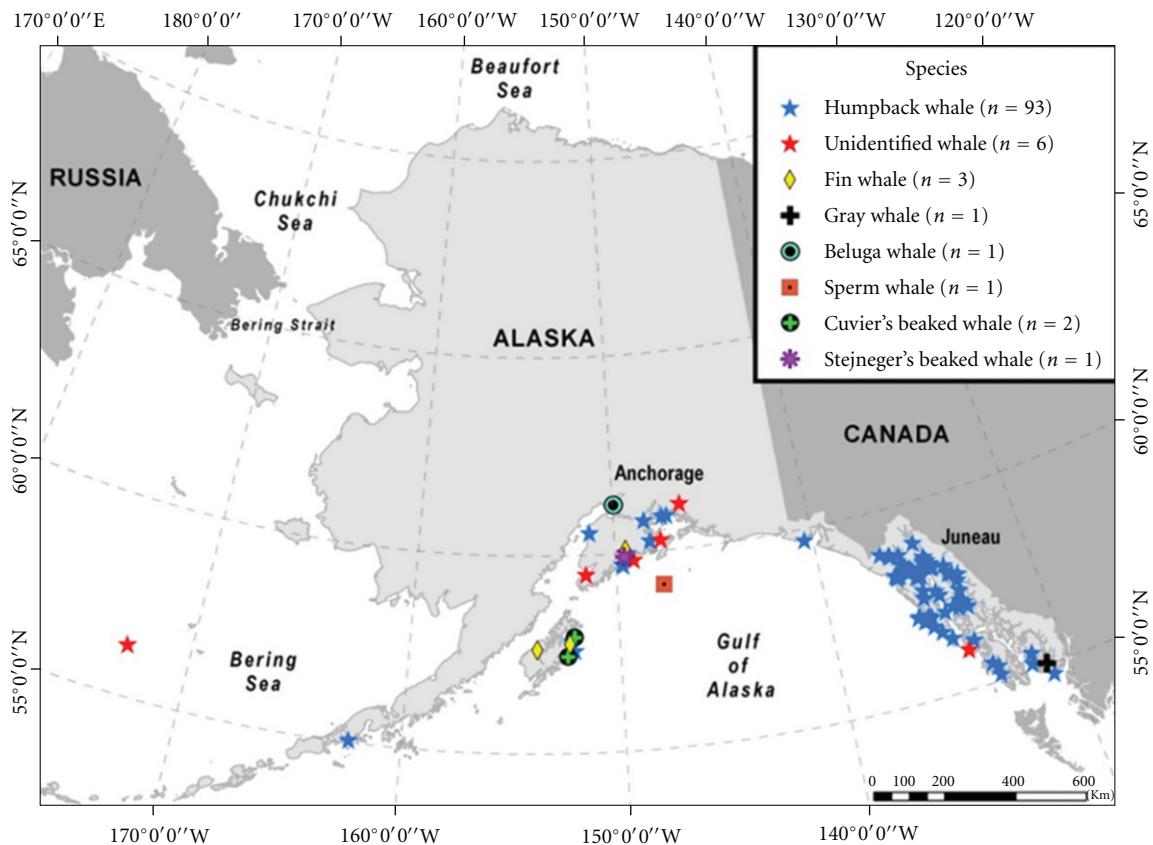 170°0′0″E 180°0′0″ 170°0′0″W 160°0′0″W 150°0′0″W 140°0′0″W 130°0′0″W 120°0′0″W
Beaufort
Sea
Species
Humpback whale (n = 93)
Unidentified whale (n = 6)
Fin whale (n = 3)
Gray whale (n = 1)
Beluga whale (n = 1)
Sperm whale (n = 1)
Cuvier's beaked whale (n = 2)
Stejneger's beaked whale (n = 1)
RUSSIA
Chukchi
Sea
Bering Strait
ALASKA
CANADA
Anchorage
Juneau
Gulf
of
Alaska
Bering
Sea
65°0′0″N
60°0′0″N
55°0′0″N
65°0′0″N
60°0′0″N
55°0′0″N
0 100 200 400 600
(Km)
170°0′0″W 160°0′0″W 150°0′0″W 140°0′0″W